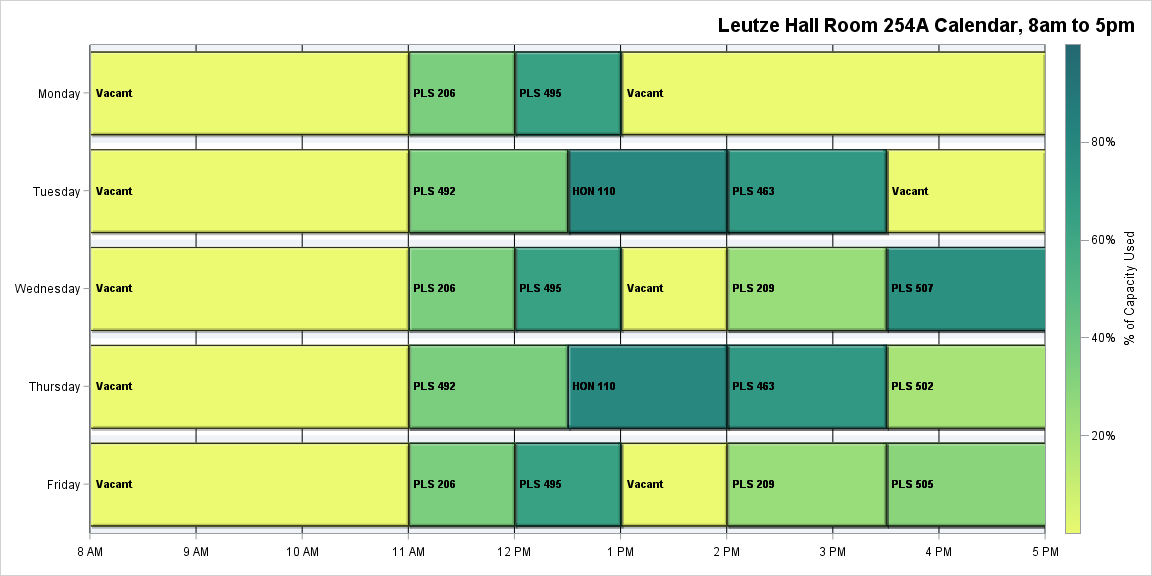 Leutze Hall Room 254A Calendar, 8am to 5pm
Monday
Vacant
PLS 206
PLS 495
Vacant
Tuesday
Vacant
PLS 492
HON 110
PLS 463
Vacant
Wednesday
Vacant
PLS 206
PLS 495
Vacant
PLS 209
PLS 507
Thursday
Vacant
PLS 492
HON 110
PLS 463
PLS 502
Friday
Vacant
PLS 206
PLS 495
Vacant
PLS 209
PLS 505
8 AM
9 AM
10 AM
11 AM
12 PM
1 PM
2 PM
3 PM
4 PM
5 PM
80%
60%
40%
20%
% of Capacity Used